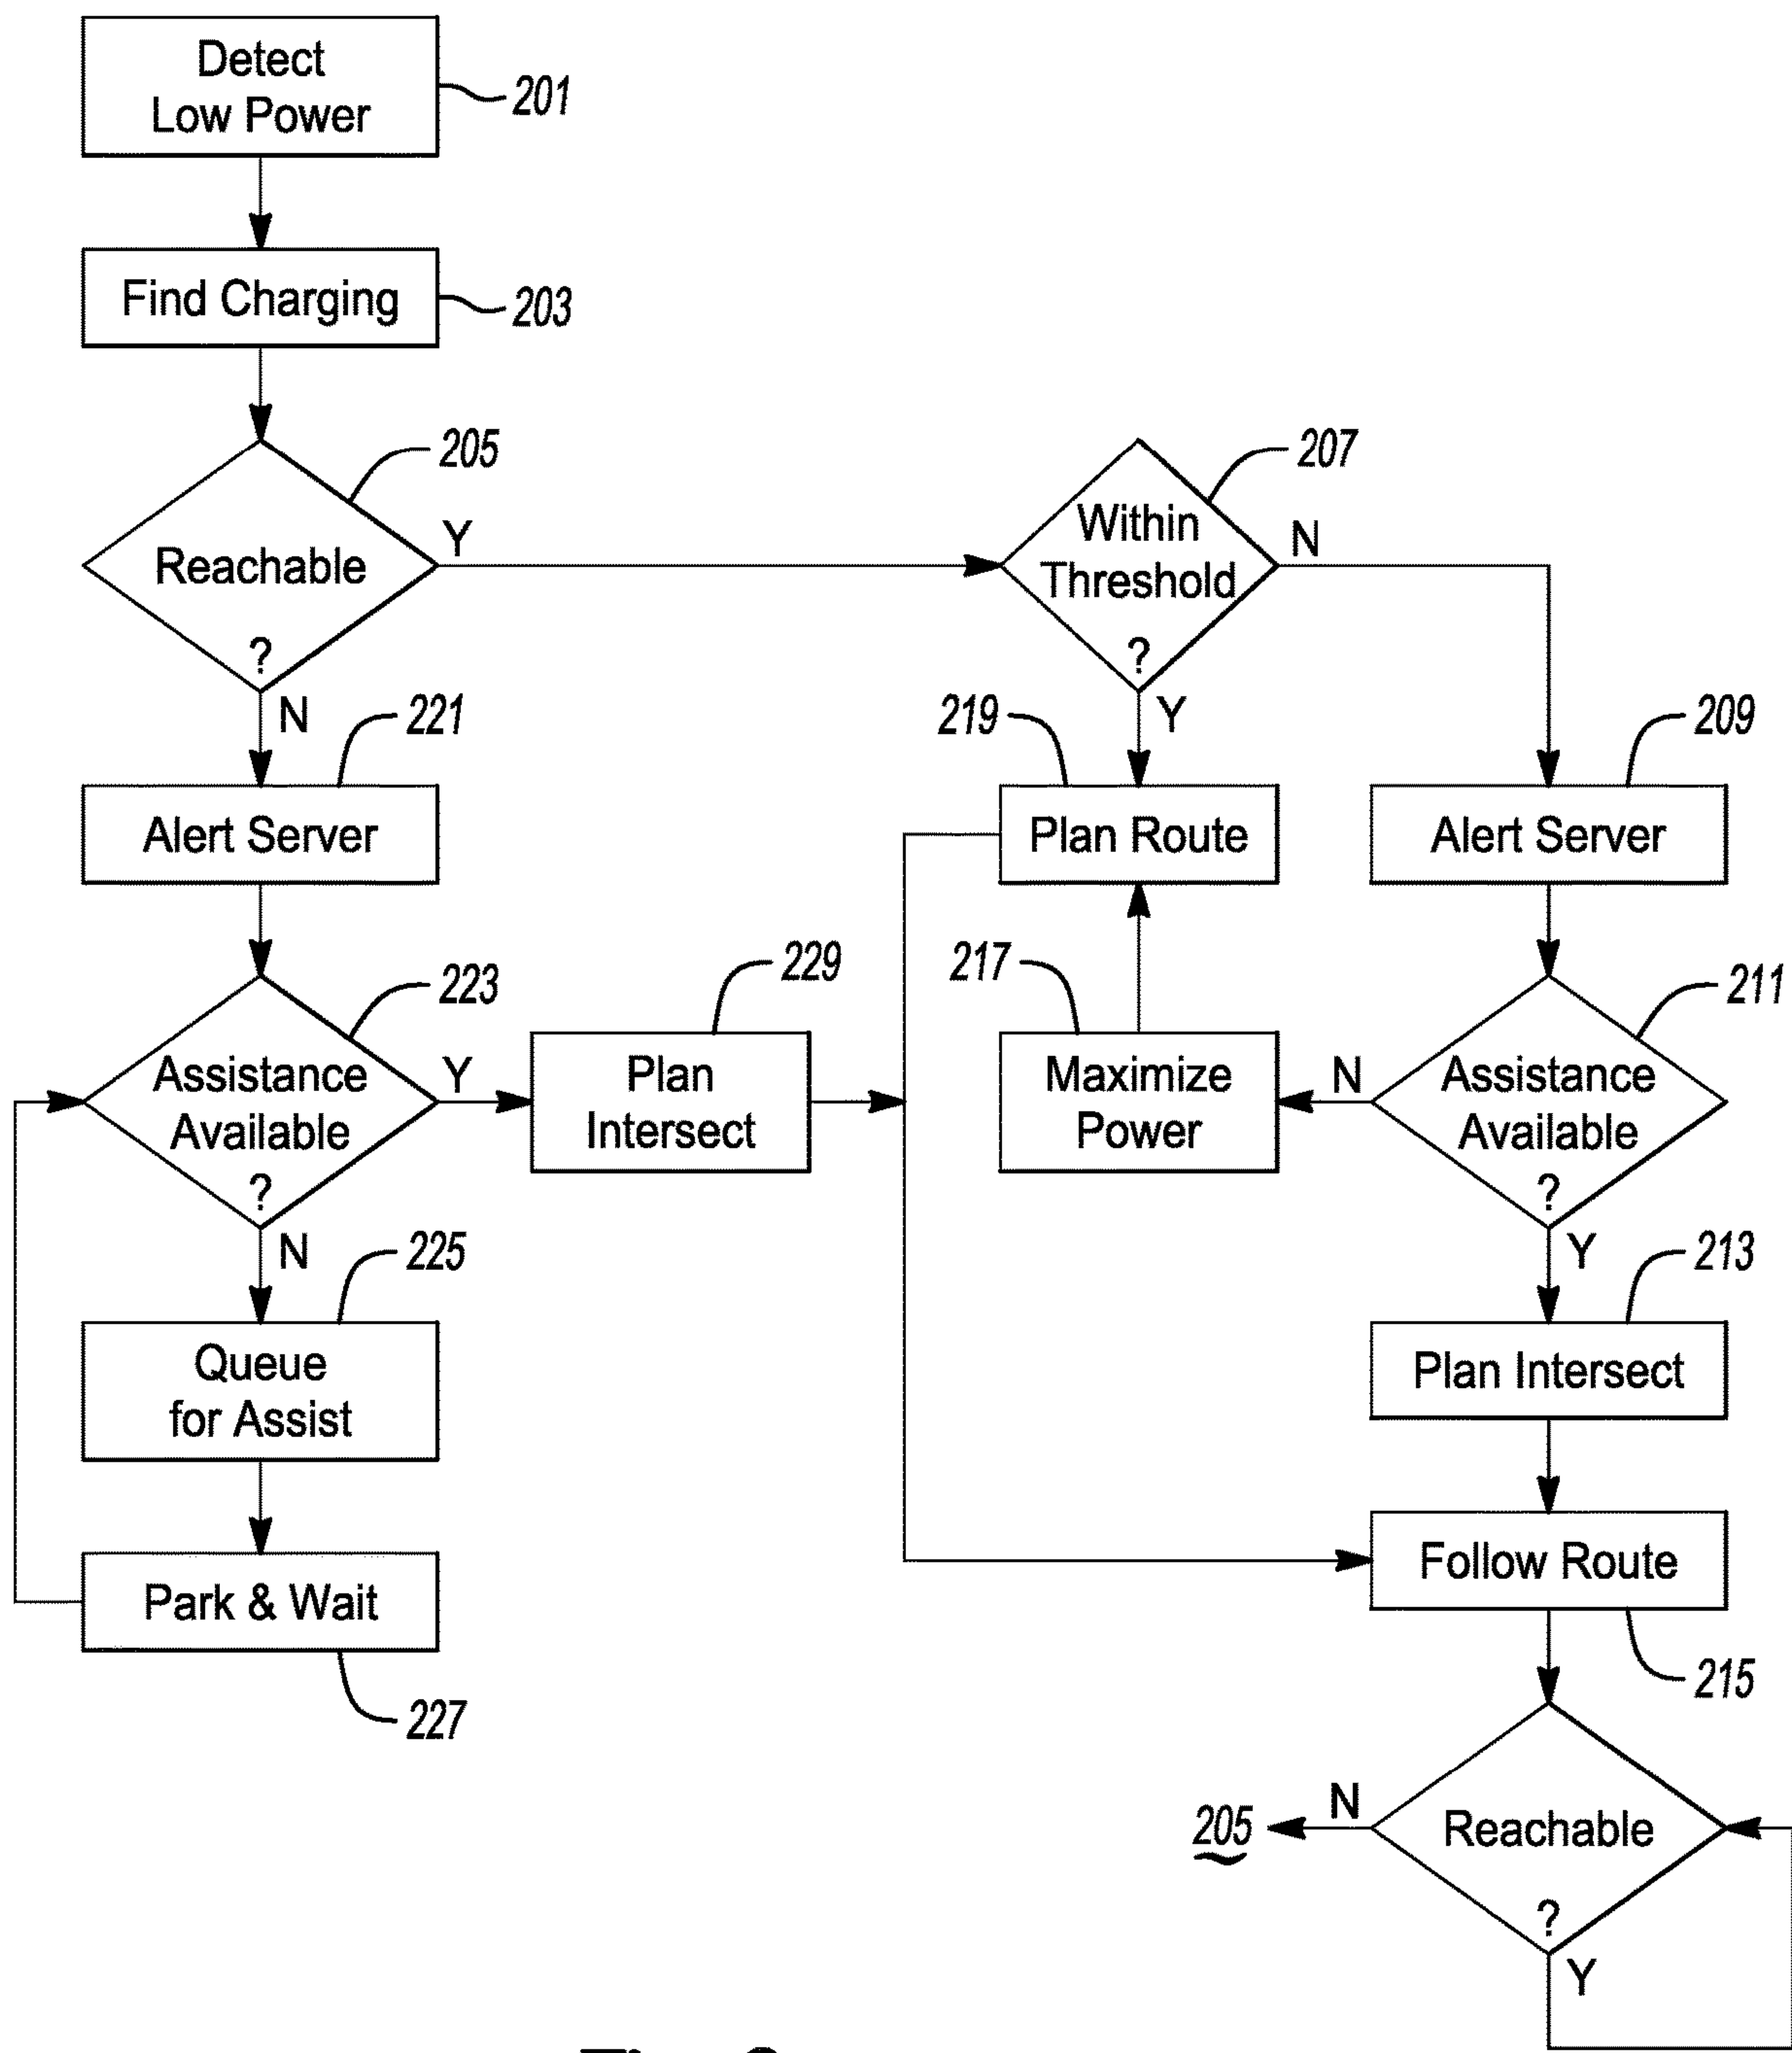 Detect
Low Power
201
Find Charging
203
205
Reachable
?
Y
N
207
Within
Threshold
?
N
Y
221
Alert Server
219
Plan Route
209
Alert Server
223
Assistance
Available
?
Y
N
229
Plan
Intersect
217
Maximize
Power
211
N
Assistance
Available
?
Y
225
Queue
for Assist
213
Plan Intersect
Park & Wait
227
Follow Route
215
205
N
Reachable
?
Y